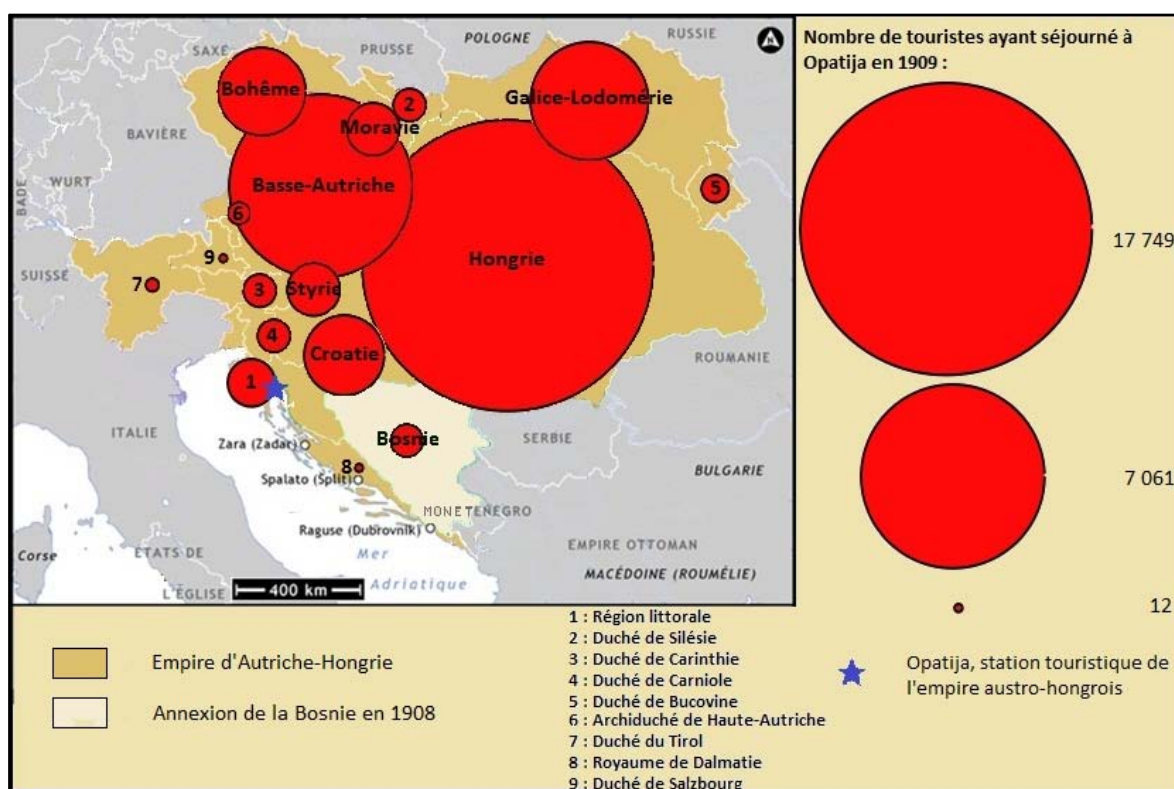 SAXE
PRUSSE
POLOGNE
RUSSIE
N
Bohême
2
Galice-Lodomérie
Moravie
BAVIÈRE
WURT
BADE
Basse-Autriche
5
6
9
Hongrie
SUISSE
7
3
Styrie
4
Croatie
ROUMANIE
1
ITALIE
Bosnie
SERBIE
Zara (Zadar)
8
Spalato (Split)
BULGARIE
MONETENEGRO
Raguse (Dubrovnik)
Corse
ÉTATS DE
L'ÉGLISE
Mer
Adriatique
EMPIRE OTTOMAN
MACÉDOINE (ROUMÉLIE)
400 km
Nombre de touristes ayant séjourné à
Opatija en 1909 :
17 749
7 061
12
Empire d'Autriche-Hongrie
Annexion de la Bosnie en 1908
1 : Région littorale
2 : Duché de Silésie
3 : Duché de Carinthie
4 : Duché de Carniole
5 : Duché de Bucovine
6 : Archiduché de Haute-Autriche
7 : Duché du Tirol
8 : Royaume de Dalmatie
9 : Duché de Salzbourg
Opatija, station touristique de
l'empire austro-hongrois